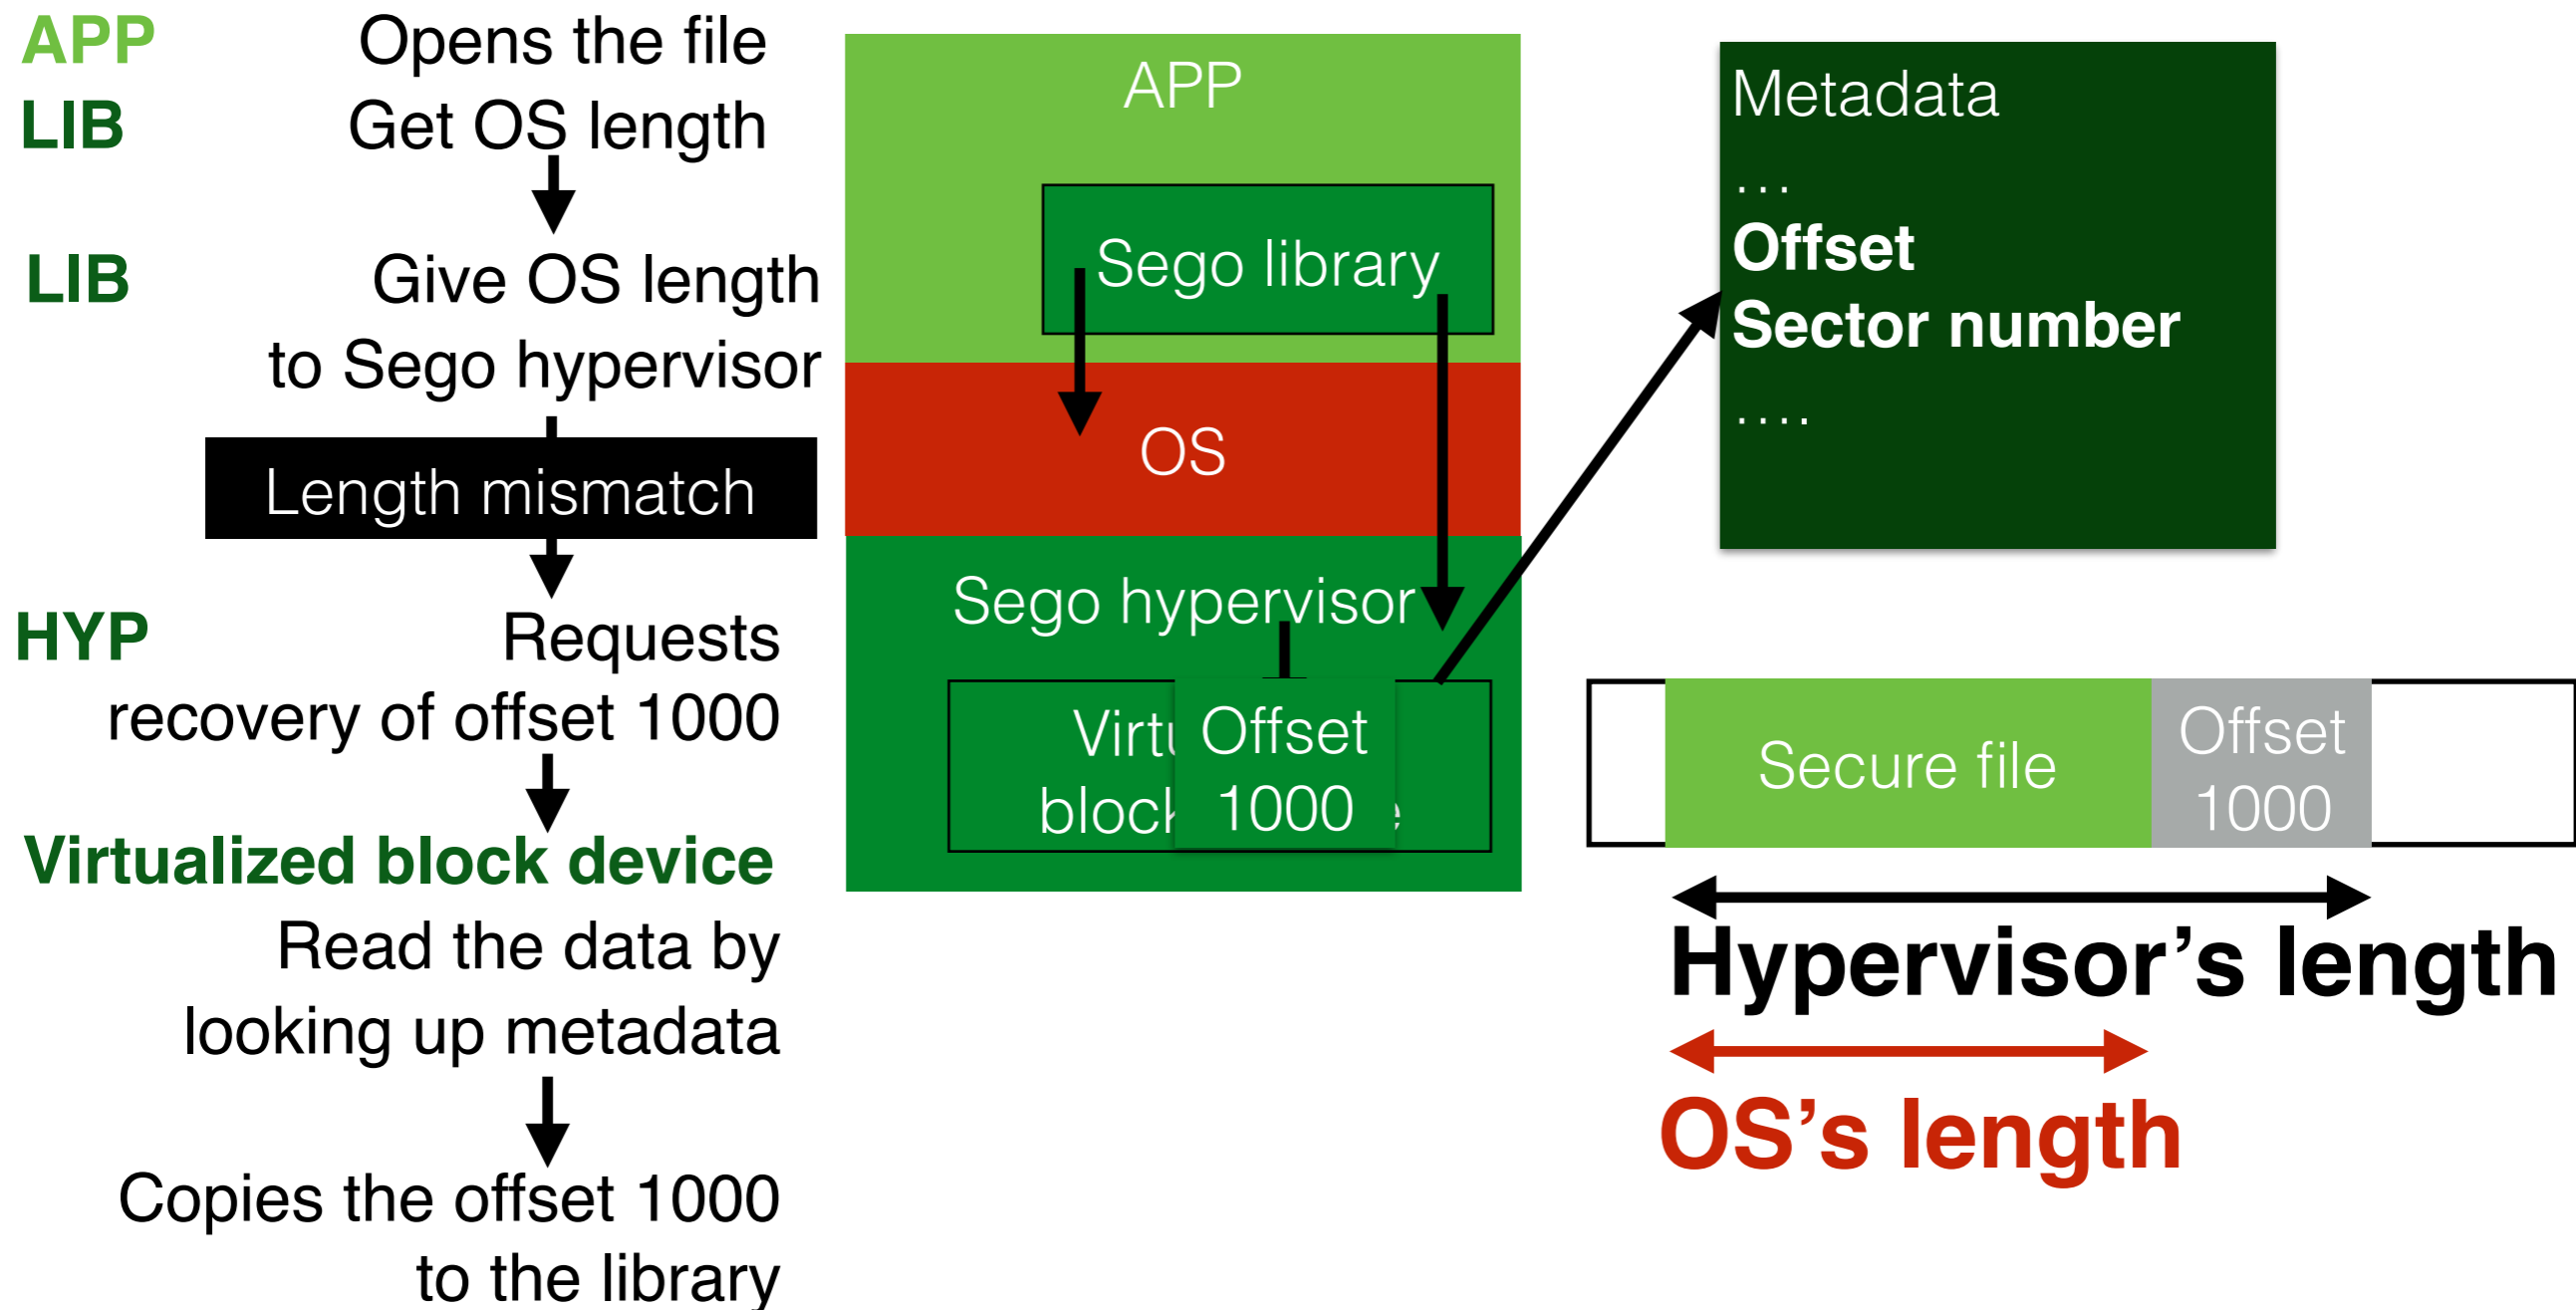 APP Opens the file
LIB Get OS length
LIB Give OS length
to Sego hypervisor
Length mismatch
HYP Requests
recovery of offset 1000
Virtualized block device
Read the data by
looking up metadata
Copies the offset 1000
to the library
APP
Sego library
OS
Sego hypervisor
Offset
1000
Metadata
...
Offset
Sector number
....
Secure file
Offset
1000
Hypervisor’s length
OS’s length